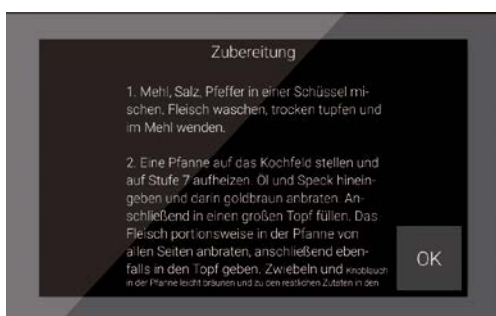 Zubereitung
1. Mehl, Salz, Pfeffer in einer Schüssel mi-
schen. Fleisch waschen, trocken tupfen und
im Mehl wenden.
2. Eine Pfanne auf das Kochfeld stellen und
auf Stufe 7 aufheizen. Öl und Speck hinein-
geben und darin goldbraun anbraten. An-
schließend in einen großen Topf füllen. Das
Fleisch portionsweise in der Pfanne von
allen Seiten anbraten, anschließend eben-
falls in den Topf geben. Zwiebeln und Knoblauch
in der Pfanne leicht bräunen und zu den restlichen Zutaten in den
OK